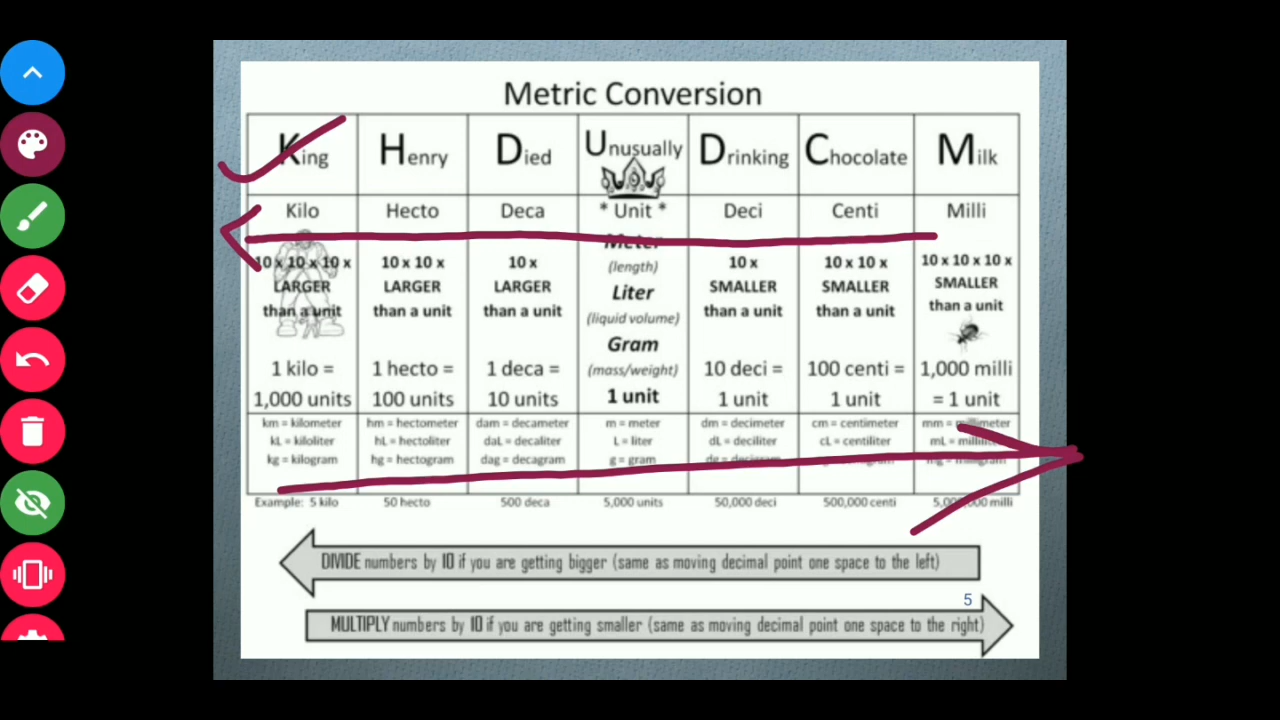 Metric Conversion
King Henry Died Unusually Drinking Chocolate Milk
Kilo Hecto Deca * Unit * Deci Centi Milli
Meter
(length)
Liter
(liquid volume)
Gram
(mass/weight)
1 unit
10 x 10 x 10 x
LARGER
than a unit
1 kilo =
1,000 units
10 x 10 x
LARGER
than a unit
1 hecto =
100 units
10 x
LARGER
than a unit
1 deca =
10 units
10 x
SMALLER
than a unit
10 deci =
1 unit
10 x 10 x
SMALLER
than a unit
100 centi =
1 unit
10 x 10 x 10 x
SMALLER
than a unit
1,000 milli
= 1 unit
km = kilometer hm = hectometer dam = decameter m = meter dm = decimeter cm = centimeter mm = millimeter
kL = kiloliter hL = hectoliter daL = decaliter L = liter dL = deciliter cL = centiliter mL =
kg = kilogram hg = hectogram dag = decagram g = gram dg = decigram mg = milligram
Example: 5 kilo 50 hecto 500 deca 5,000 units 50,000 deci 500,000 centi milli
DIVIDE numbers by 10 if you are getting bigger (same as moving decimal point one space to the left)
5
MULTIPLY numbers by 10 if you are getting smaller (same as moving decimal point one space to the right)